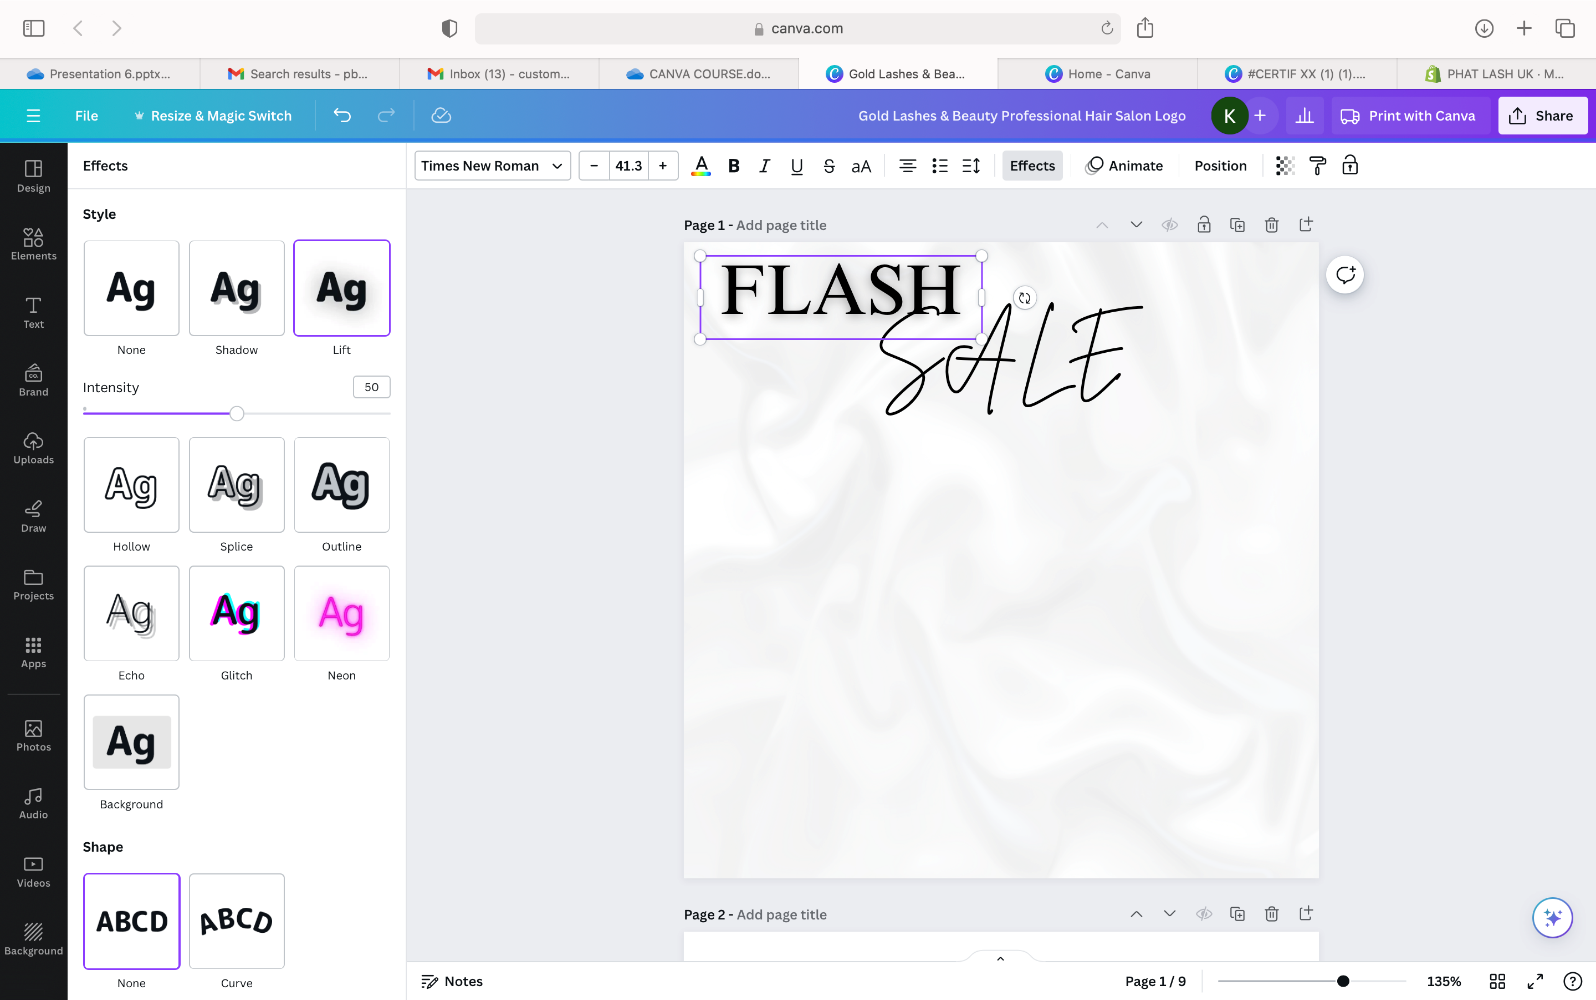 canva.com
Presentation 6.pptx...
Search results - pb...
Inbox (13) - custom...
CANVA COURSE.do...
Gold Lashes & Bea...
Home - Canva
#CERTIF XX (1) (1)....
PHAT LASH UK · M...
File
Resize & Magic Switch
Gold Lashes & Beauty Professional Hair Salon Logo
K
Print with Canva
Share
Design
Elements
Text
Brand
Uploads
Draw
Projects
Apps
Photos
Audio
Videos
Background
Effects
Style
Ag
Ag
Ag
None
Shadow
Lift
Intensity
50
Ag
Ag
Ag
Hollow
Splice
Outline
Ag
Ag
Ag
Echo
Glitch
Neon
Ag
Background
Shape
ABCD
ABCD
None
Curve
Times New Roman
– 41.3 +
A B I U S aA
Effects
Animate
Position
Page 1 - Add page title
FLASH
SALE
Page 2 - Add page title
Notes
Page 1 / 9
135%